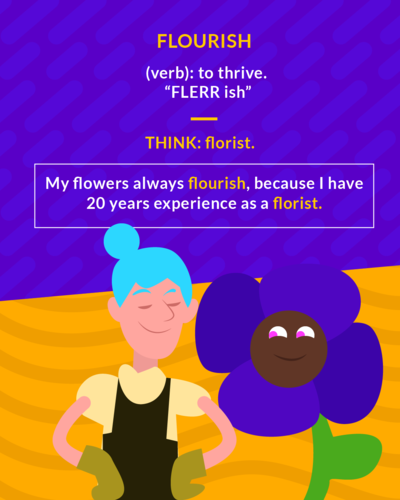 FLOURISH
(verb): to thrive.
“FLERR ish”
THINK: florist.
My flowers always flourish, because I have
20 years experience as a florist.